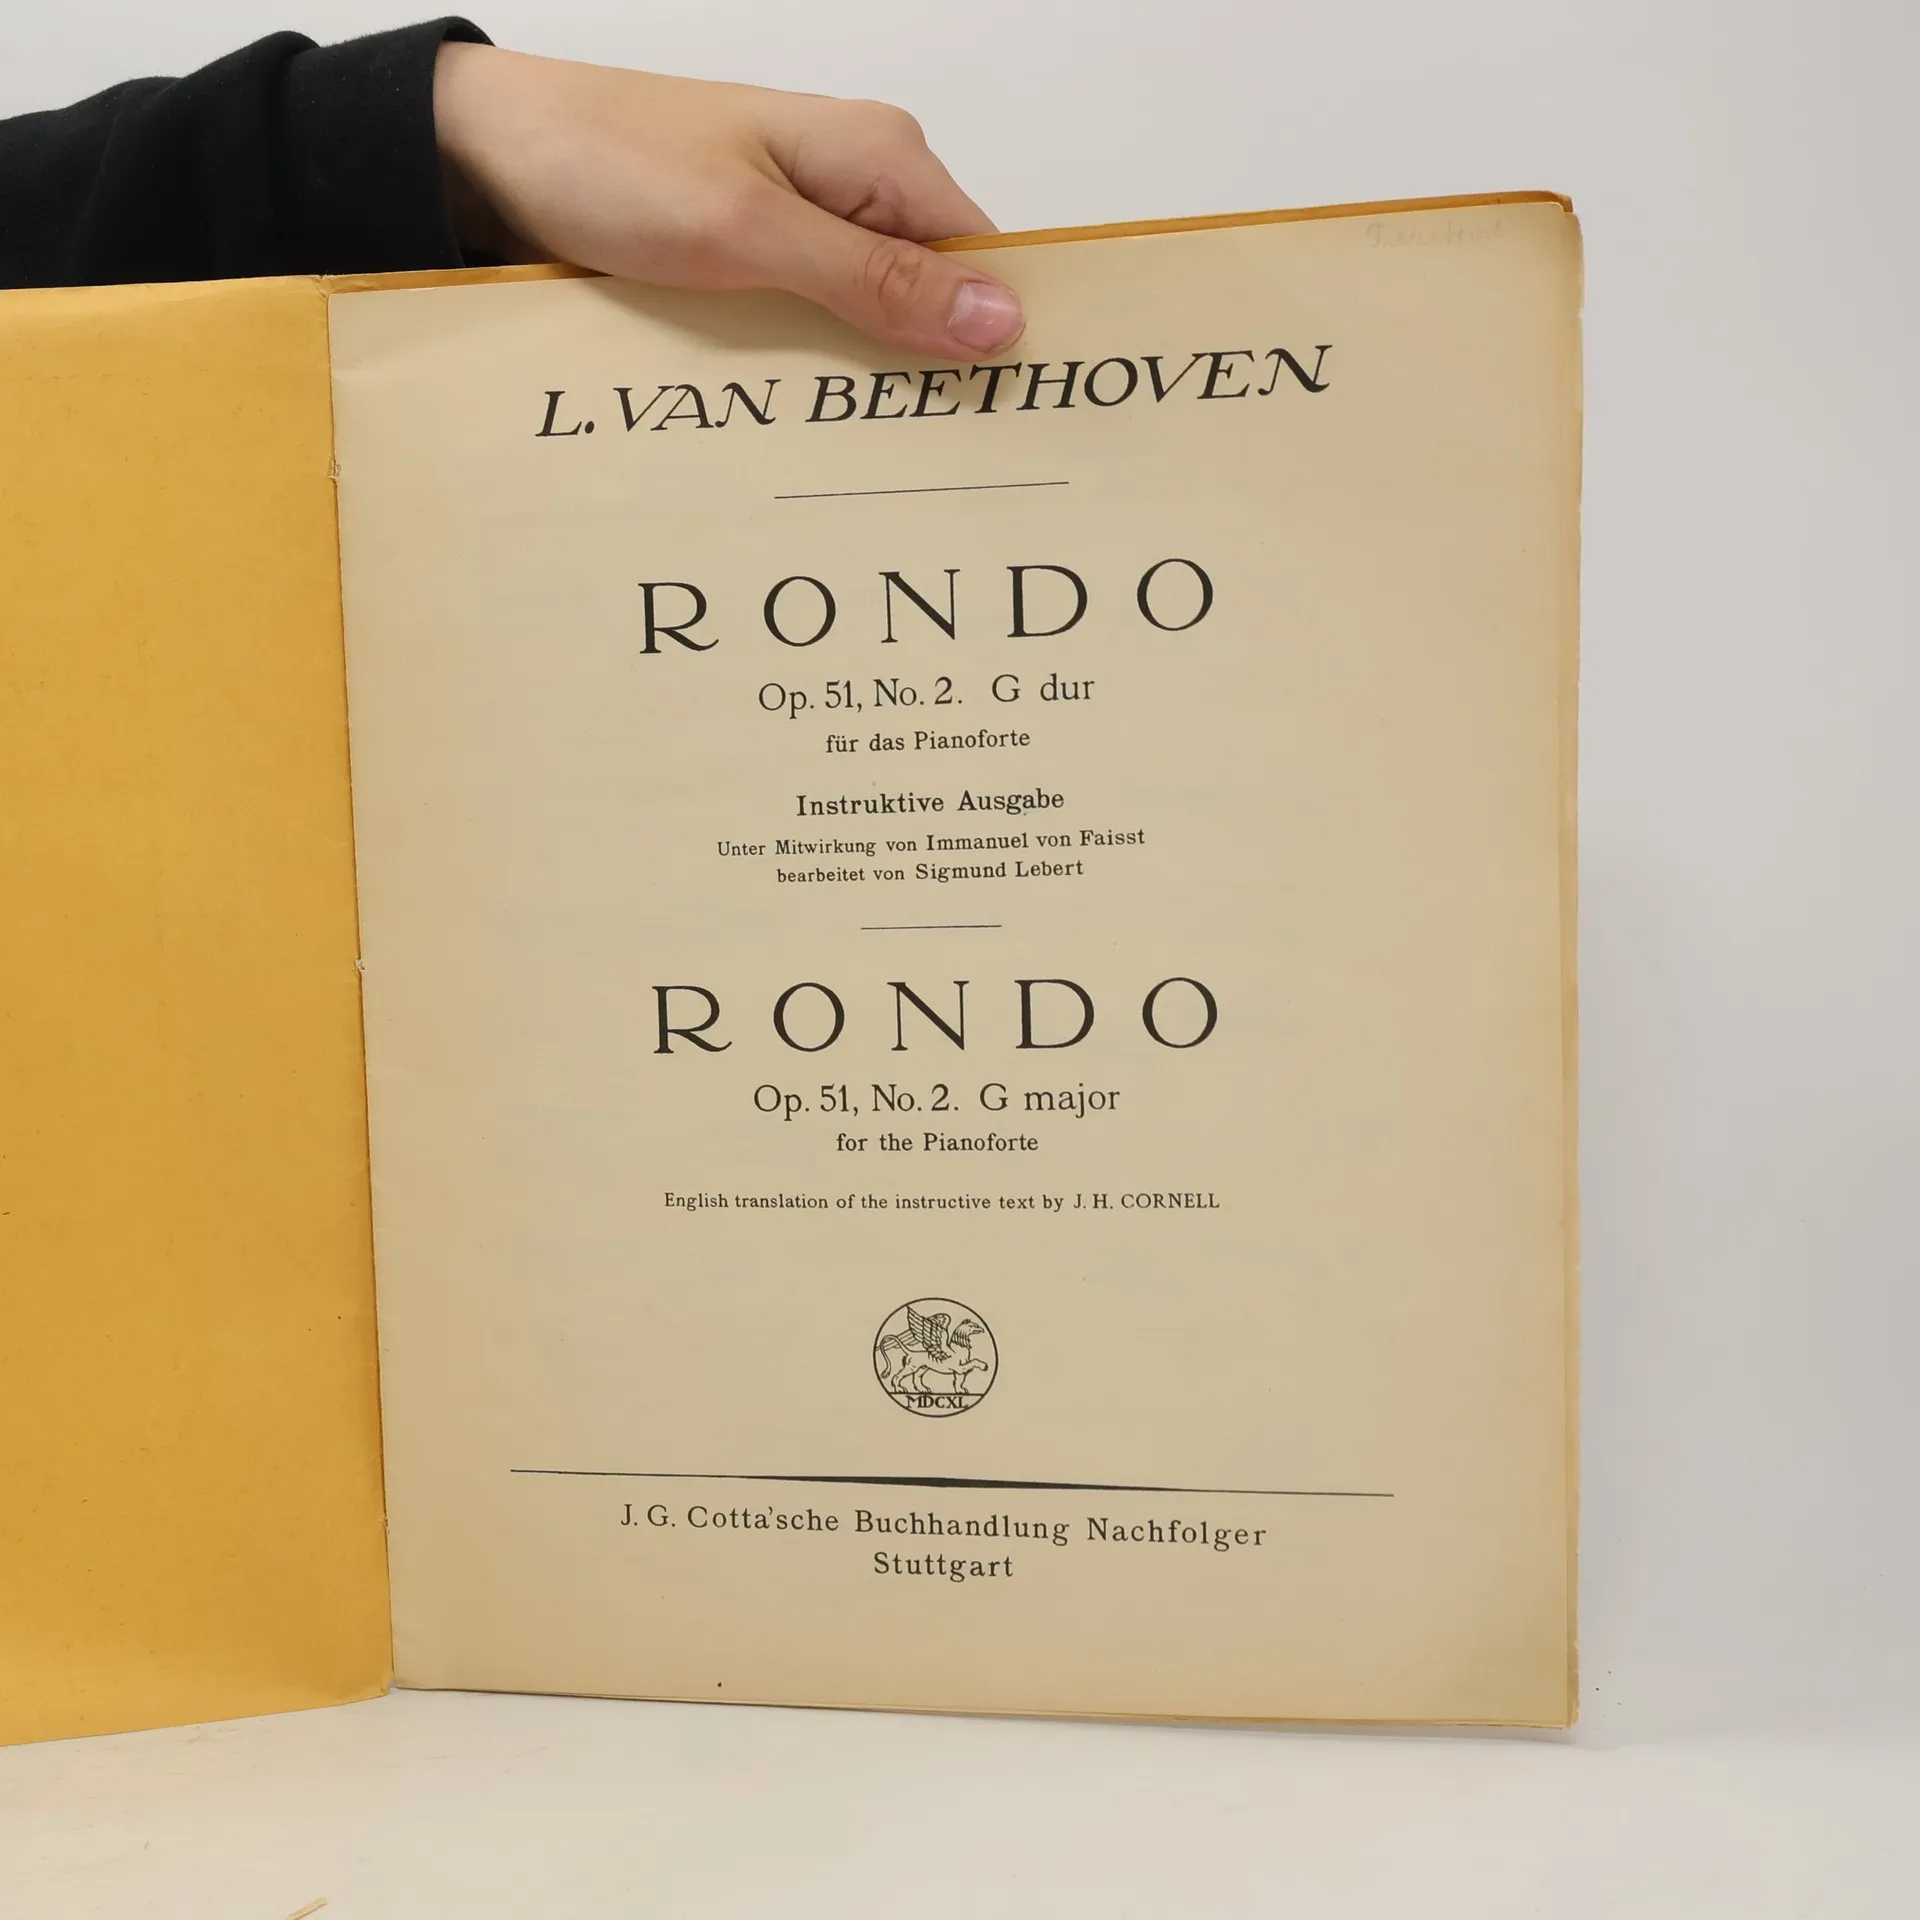 L. VAN BEETHOVEN
RONDO
Op. 51, No. 2. G dur
für das Pianoforte
Instruktive Ausgabe
Unter Mitwirkung von Immanuel von Faisst
bearbeitet von Sigmund Lebert
RONDO
Op. 51, No. 2. G major
for the Pianoforte
English translation of the instructive text by J. H. CORNELL
MDCXL
J. G. Cotta'sche Buchhandlung Nachfolger
Stuttgart